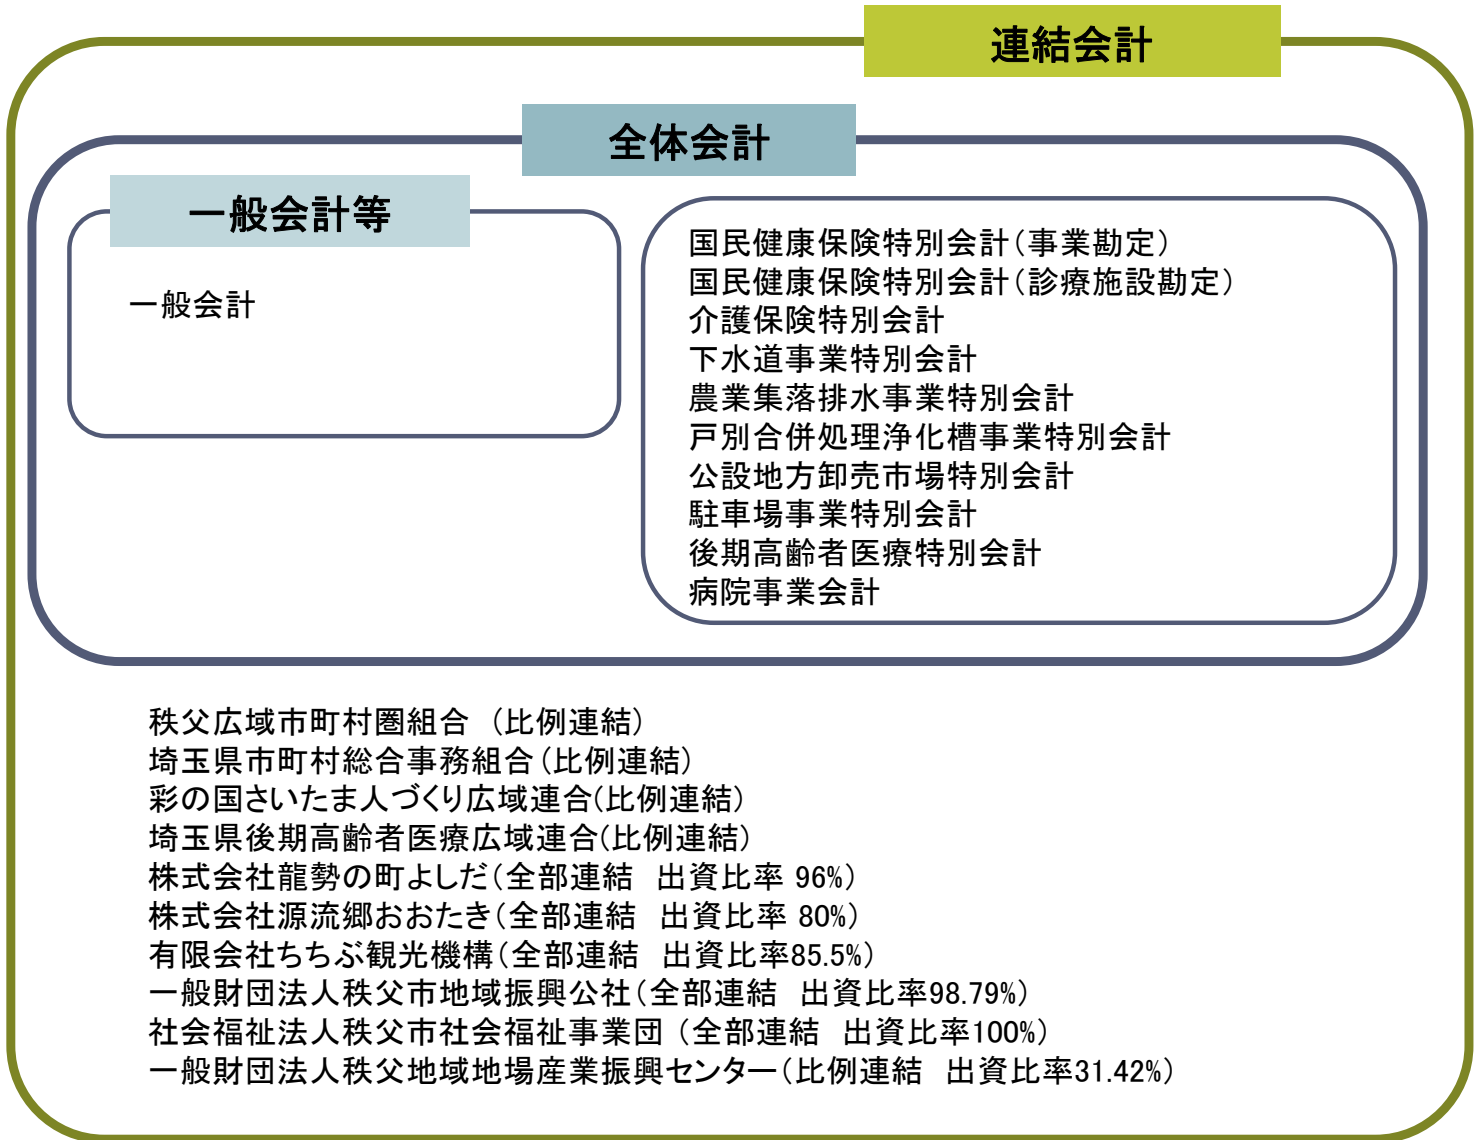 連結会計
全体会計
一般会計等
一般会計
国民健康保険特別会計（事業勘定）
国民健康保険特別会計（診療施設勘定）
介護保険特別会計
下水道事業特別会計
農業集落排水事業特別会計
戸別合併処理浄化槽事業特別会計
公設地方卸売市場特別会計
駐車場事業特別会計
後期高齢者医療特別会計
病院事業会計
秩父広域市町村圏組合　（比例連結）
埼玉県市町村総合事務組合（比例連結）
彩の国さいたま人づくり広域連合（比例連結）
埼玉県後期高齢者医療広域連合（比例連結）
株式会社龍勢の町よしだ（全部連結　出資比率 96%）
株式会社源流郷おおたき（全部連結　出資比率 80%）
有限会社ちちぶ観光機構（全部連結　出資比率85.5%）
一般財団法人秩父市地域振興公社（全部連結　出資比率98.79%）
社会福祉法人秩父市社会福祉事業団　（全部連結　出資比率100%）
一般財団法人秩父地域地場産業振興センター（比例連結　出資比率31.42%）